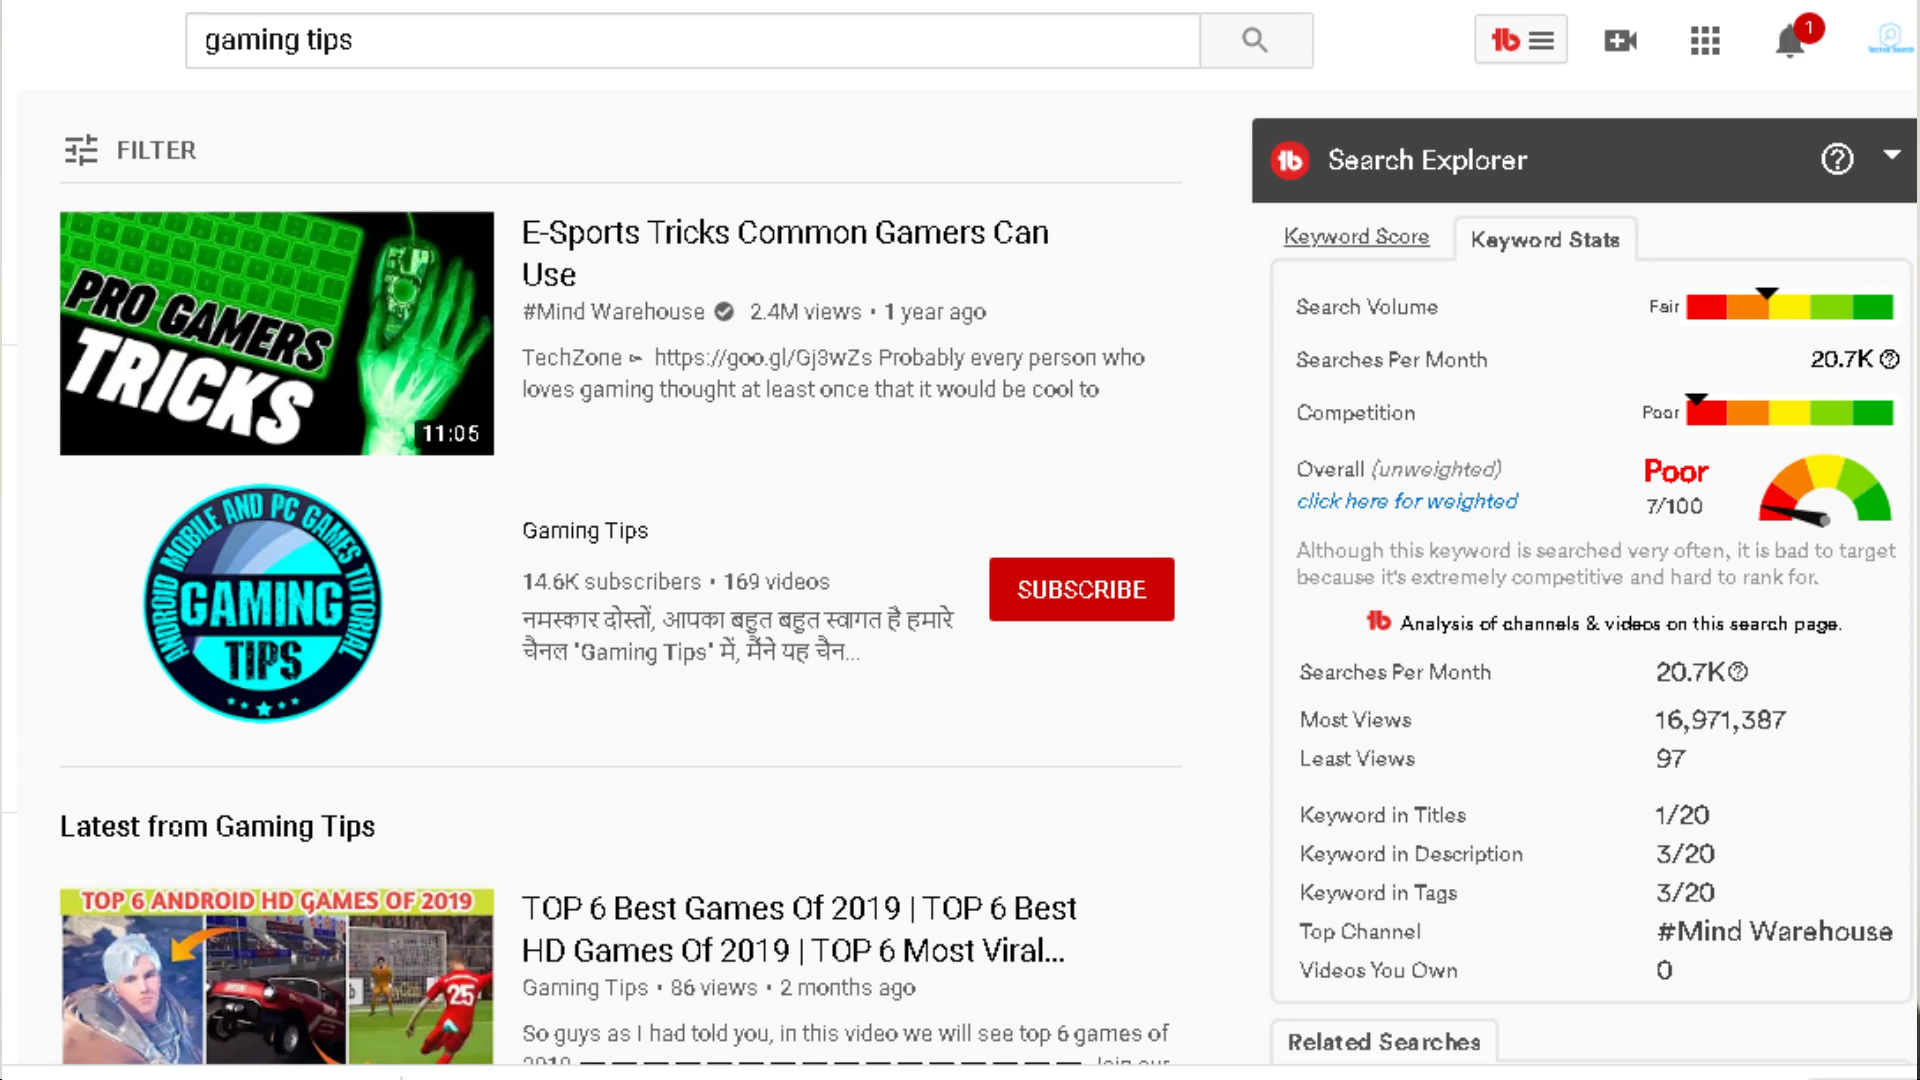 gaming tips
1
FILTER
PRO GAMERS
TRICKS
11:05
E-Sports Tricks Common Gamers Can
Use
#Mind Warehouse 2.4M views • 1 year ago
TechZone ⊳ https://goo.gl/Gj3wZs Probably every person who
loves gaming thought at least once that it would be cool to
ANDROID MOBILE AND PC GAMES TUTORIAL
GAMING
TIPS
Gaming Tips
14.6K subscribers • 169 videos
नमस्कार दोस्तों, आपका बहुत बहुत स्वागत है हमारे
चैनल 'Gaming Tips' में, मैंने यह चैन...
SUBSCRIBE
Latest from Gaming Tips
TOP 6 ANDROID HD GAMES OF 2019
25
TOP 6 Best Games Of 2019 | TOP 6 Best
HD Games Of 2019 | TOP 6 Most Viral...
Gaming Tips • 86 views • 2 months ago
So guys as I had told you, in this video we will see top 6 games of
2019 — — — — — — — — — — — — — — — Join our
Search Explorer
Keyword Score
Keyword Stats
Search Volume Fair
Searches Per Month 20.7K
Competition Poor
Overall (unweighted) Poor
click here for weighted 7/100
Although this keyword is searched very often, it is bad to target
because it's extremely competitive and hard to rank for.
Analysis of channels & videos on this search page.
Searches Per Month 20.7K
Most Views 16,971,387
Least Views 97
Keyword in Titles 1/20
Keyword in Description 3/20
Keyword in Tags 3/20
Top Channel #Mind Warehouse
Videos You Own 0
Related Searches